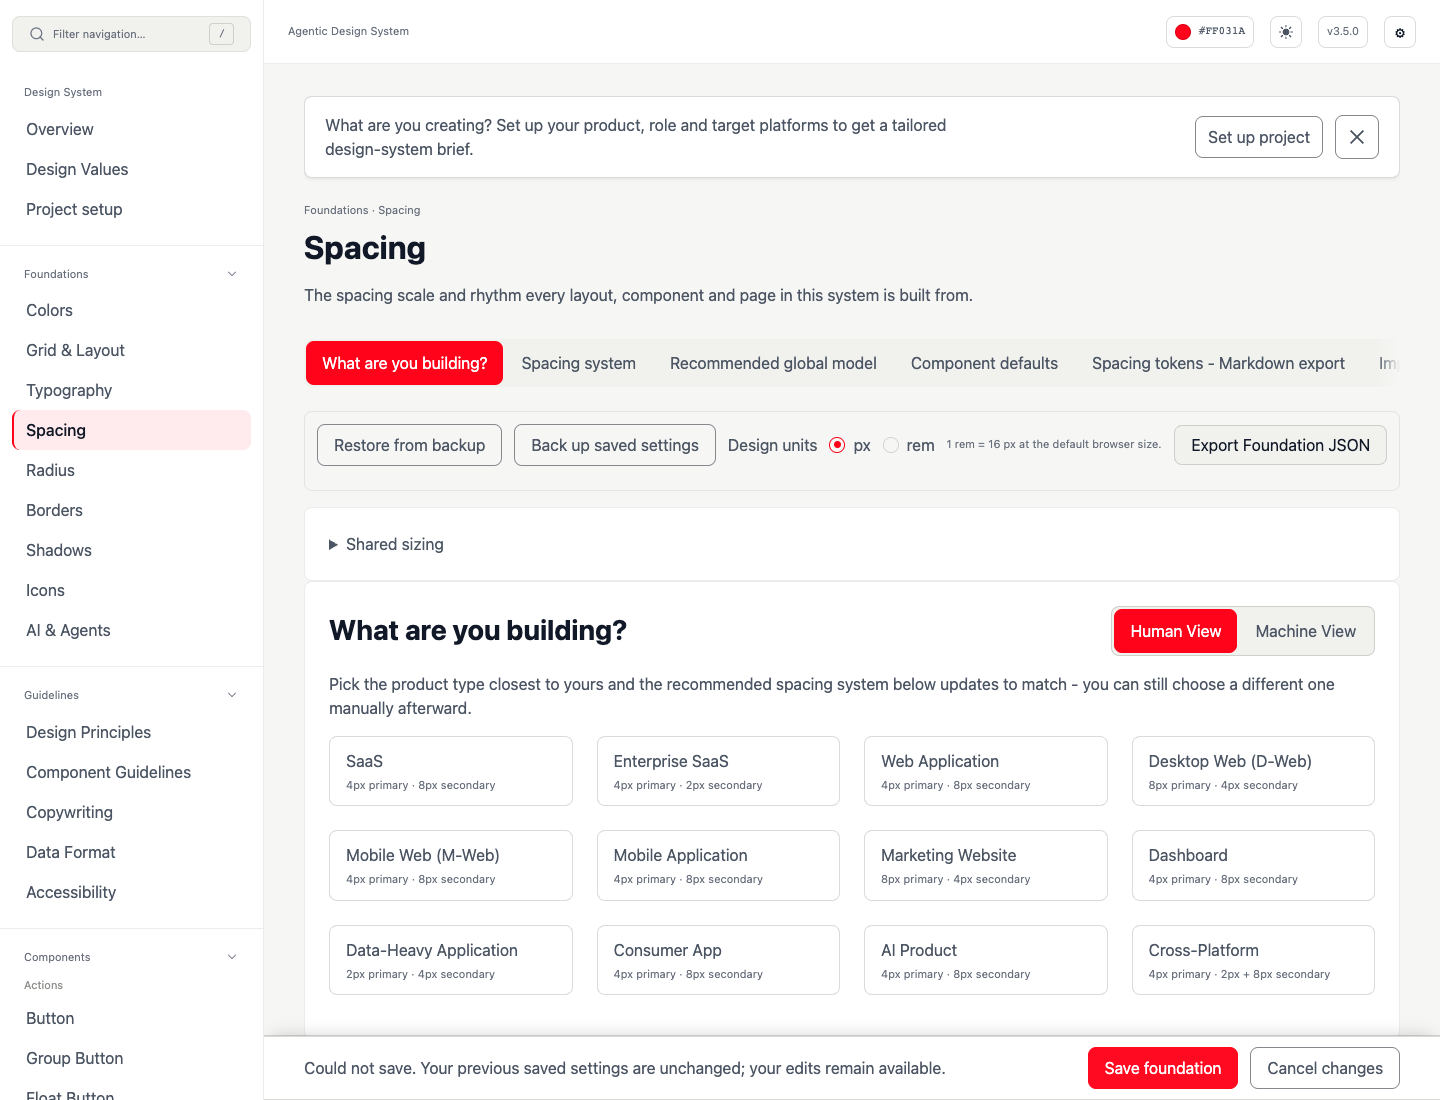 Filter navigation...
/
Design System
Overview
Design Values
Project setup
Foundations
Colors
Grid & Layout
Typography
Spacing
Radius
Borders
Shadows
Icons
AI & Agents
Guidelines
Design Principles
Component Guidelines
Copywriting
Data Format
Accessibility
Components
Actions
Button
Group Button
Float Button
Agentic Design System
#FF031A
v3.5.0
What are you creating? Set up your product, role and target platforms to get a tailored
design-system brief.
Set up project
Foundations · Spacing
Spacing
The spacing scale and rhythm every layout, component and page in this system is built from.
What are you building?
Spacing system
Recommended global model
Component defaults
Spacing tokens - Markdown export
Restore from backup
Back up saved settings
Design units
px
rem
1 rem = 16 px at the default browser size.
Export Foundation JSON
Shared sizing
What are you building?
Human View
Machine View
Pick the product type closest to yours and the recommended spacing system below updates to match - you can still choose a different one
manually afterward.
SaaS
4px primary · 8px secondary
Enterprise SaaS
4px primary · 2px secondary
Web Application
4px primary · 8px secondary
Desktop Web (D-Web)
8px primary · 4px secondary
Mobile Web (M-Web)
4px primary · 8px secondary
Mobile Application
4px primary · 8px secondary
Marketing Website
8px primary · 4px secondary
Dashboard
4px primary · 8px secondary
Data-Heavy Application
2px primary · 4px secondary
Consumer App
4px primary · 8px secondary
AI Product
4px primary · 8px secondary
Cross-Platform
4px primary · 2px + 8px secondary
Could not save. Your previous saved settings are unchanged; your edits remain available.
Save foundation
Cancel changes